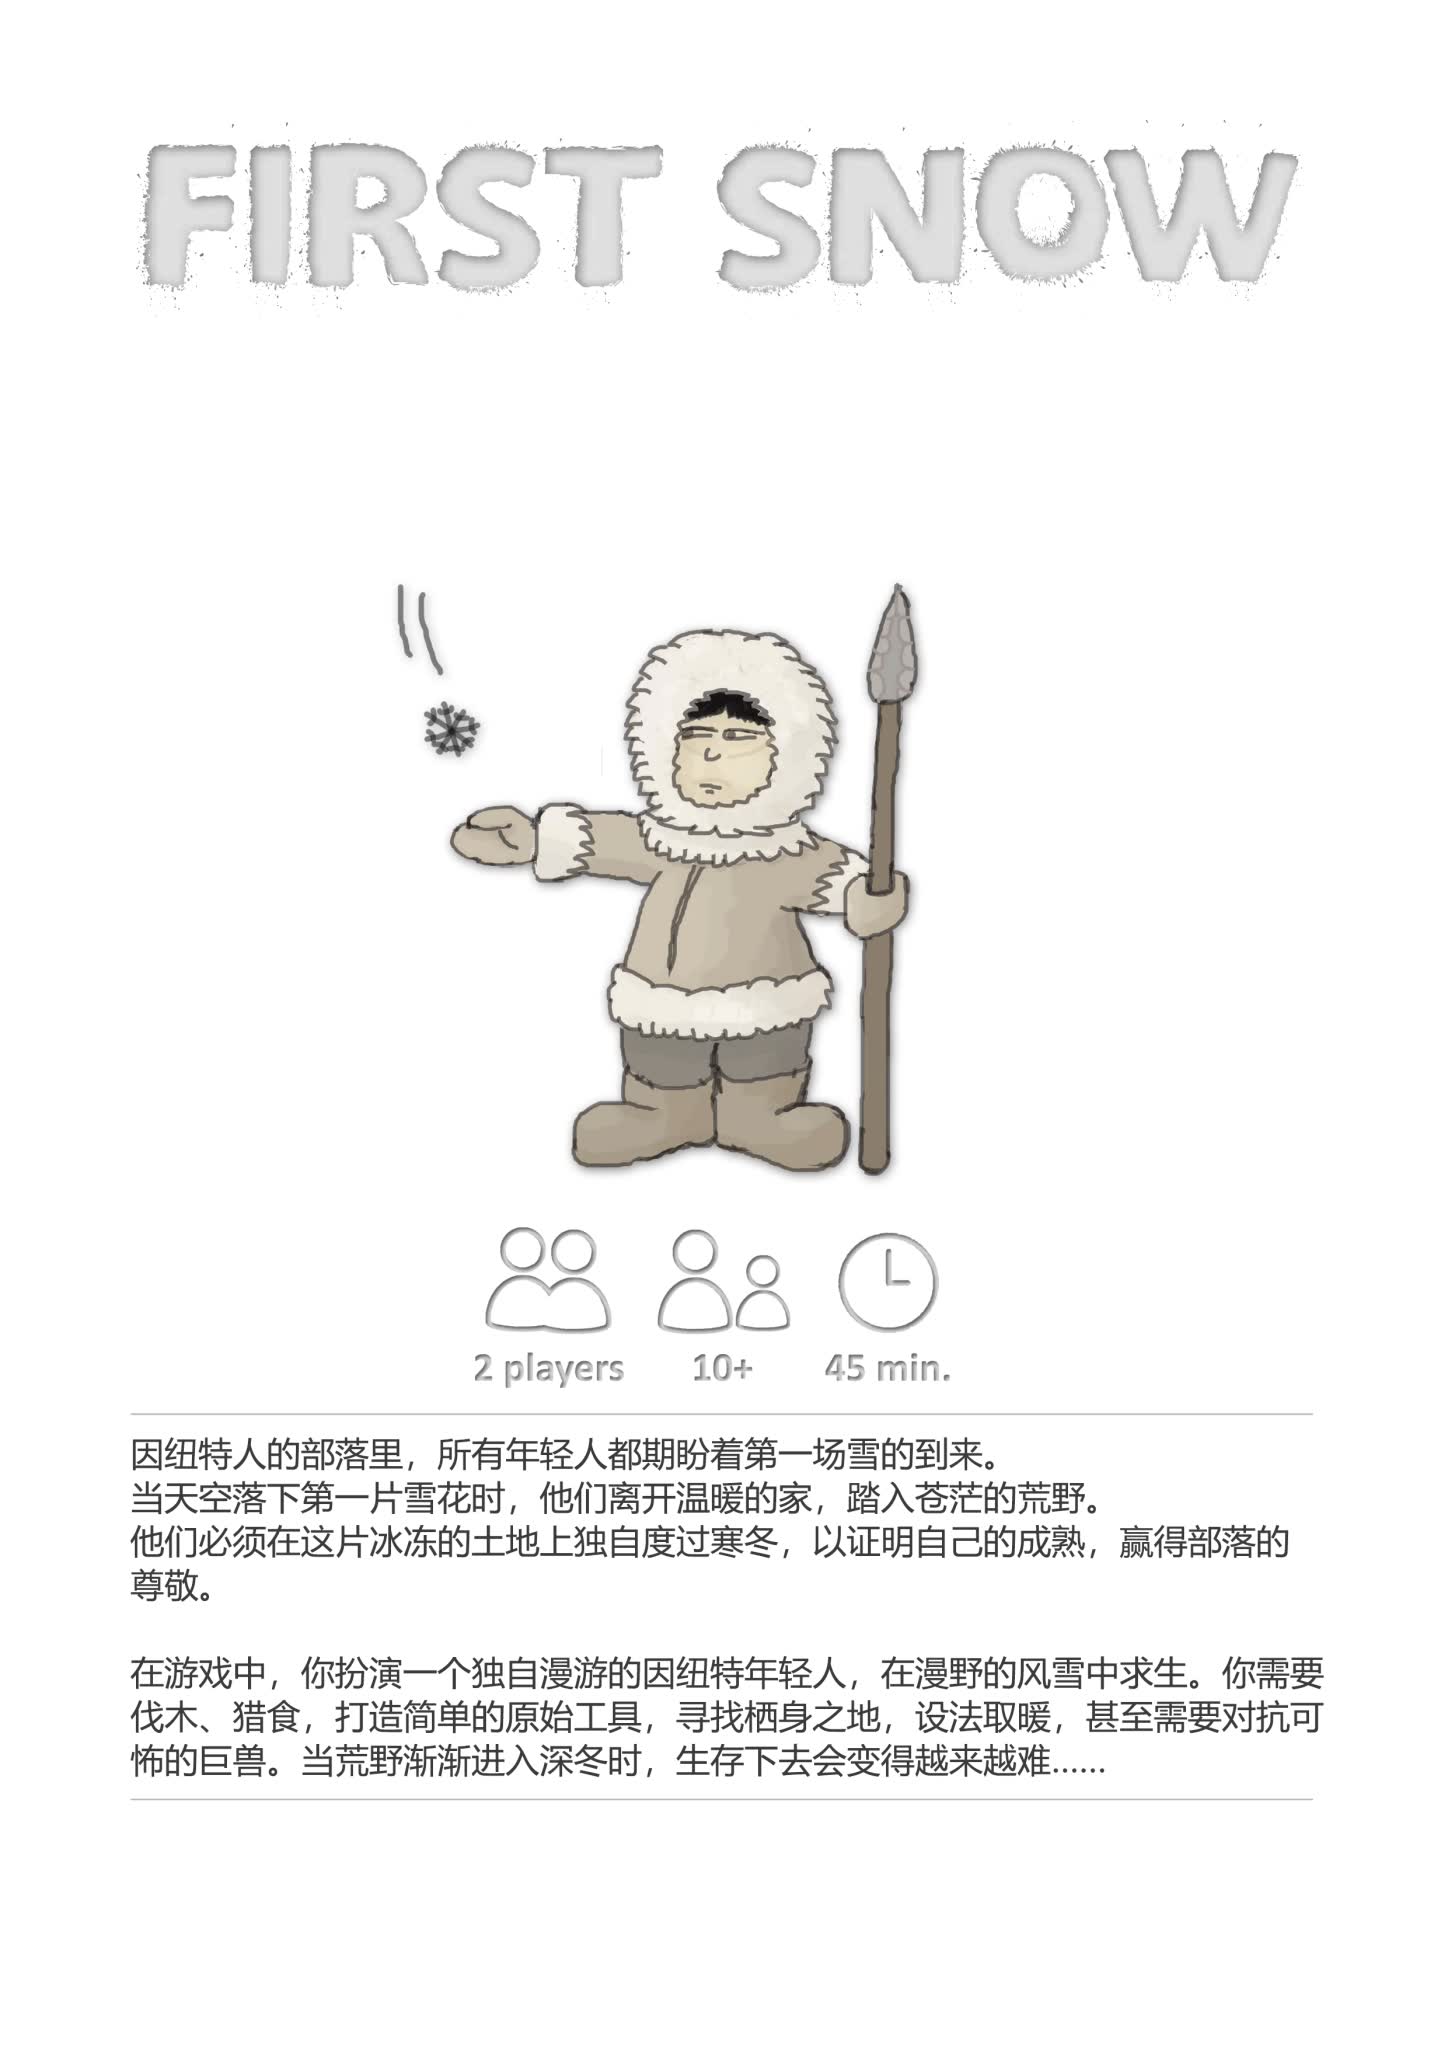 FIRST SNOW
2 players
10+
45 min.
因纽特人的部落里，所有年轻人都期盼着第一场雪的到来。
当天空落下第一片雪花时，他们离开温暖的家，踏入苍茫的荒野。
他们必须在这片冰冻的土地上独自度过寒冬，以证明自己的成熟，赢得部落的
尊敬。
在游戏中，你扮演一个独自漫游的因纽特年轻人，在漫野的风雪中求生。你需要
伐木、猎食，打造简单的原始工具，寻找栖身之地，设法取暖，甚至需要对抗可
怖的巨兽。当荒野渐渐进入深冬时，生存下去会变得越来越难......